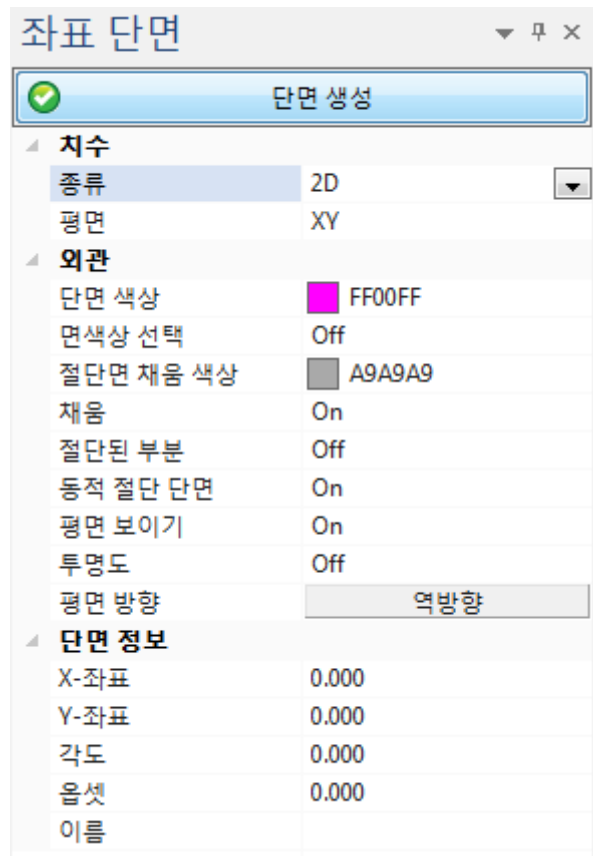 좌표 단면
단면 생성
치수
종류 2D
평면 XY
외관
단면 색상 FF00FF
면색상 선택 Off
절단면 채움 색상 A9A9A9
채움 On
절단된 부분 Off
동적 절단 단면 On
평면 보이기 On
투명도 Off
평면 방향 역방향
단면 정보
X-좌표 0.000
Y-좌표 0.000
각도 0.000
옵셋 0.000
이름